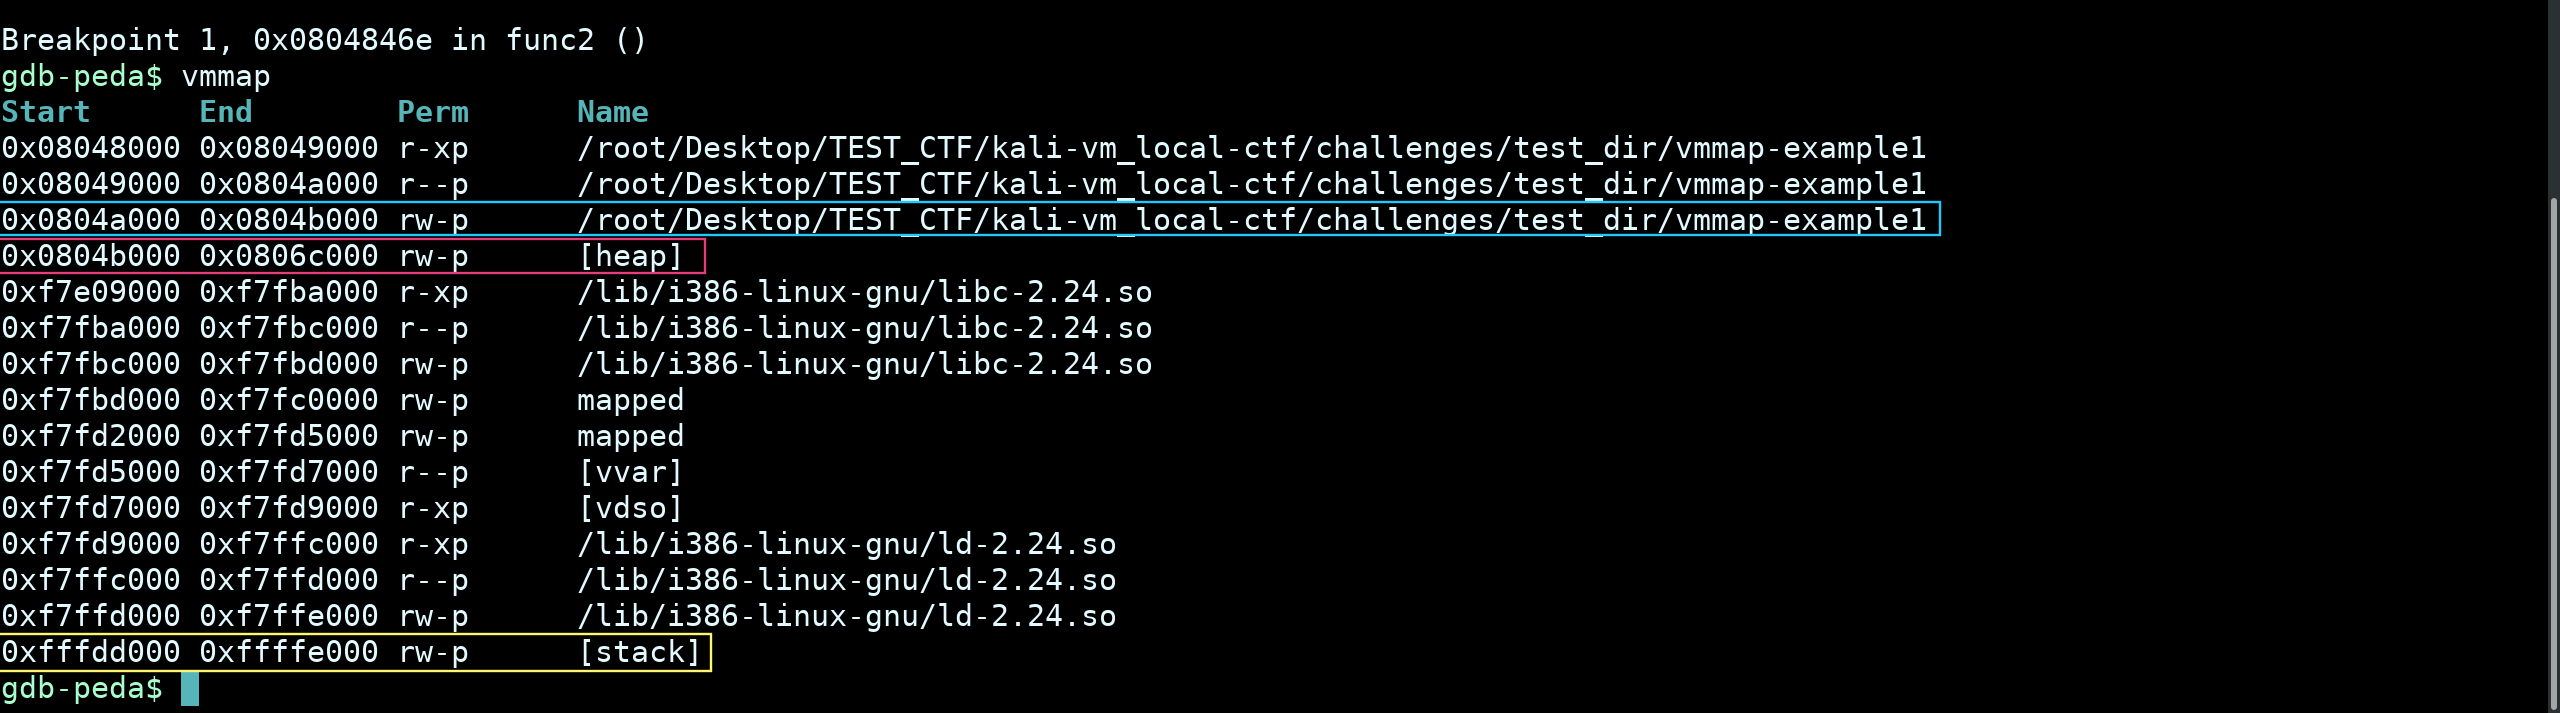 Breakpoint 1, 0x0804846e in func2 ()
gdb-peda$ vmmap
Start      End        Perm      Name
0x08048000 0x08049000 r-xp      /root/Desktop/TEST_CTF/kali-vm_local-ctf/challenges/test_dir/vmmap-example1
0x08049000 0x0804a000 r--p      /root/Desktop/TEST_CTF/kali-vm_local-ctf/challenges/test_dir/vmmap-example1
0x0804a000 0x0804b000 rw-p      /root/Desktop/TEST_CTF/kali-vm_local-ctf/challenges/test_dir/vmmap-example1
0x0804b000 0x0806c000 rw-p      [heap]
0xf7e09000 0xf7fba000 r-xp      /lib/i386-linux-gnu/libc-2.24.so
0xf7fba000 0xf7fbc000 r--p      /lib/i386-linux-gnu/libc-2.24.so
0xf7fbc000 0xf7fbd000 rw-p      /lib/i386-linux-gnu/libc-2.24.so
0xf7fbd000 0xf7fc0000 rw-p      mapped
0xf7fd2000 0xf7fd5000 rw-p      mapped
0xf7fd5000 0xf7fd7000 r--p      [vvar]
0xf7fd7000 0xf7fd9000 r-xp      [vdso]
0xf7fd9000 0xf7ffc000 r-xp      /lib/i386-linux-gnu/ld-2.24.so
0xf7ffc000 0xf7ffd000 r--p      /lib/i386-linux-gnu/ld-2.24.so
0xf7ffd000 0xf7ffe000 rw-p      /lib/i386-linux-gnu/ld-2.24.so
0xfffdd000 0xffffe000 rw-p      [stack]
gdb-peda$